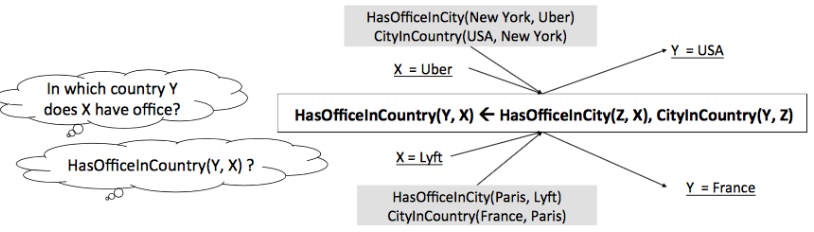 HasOfficeInCity(New York, Uber)
CityInCountry(USA, New York)
Y = USA
X = Uber
In which country Y
does X have office?
HasOfficeInCountry(Y, X) ← HasOfficeInCity(Z, X), CityInCountry(Y, Z)
HasOfficeInCountry(Y, X) ?
X = Lyft
Y = France
HasOfficeInCity(Paris, Lyft)
CityInCountry(France, Paris)